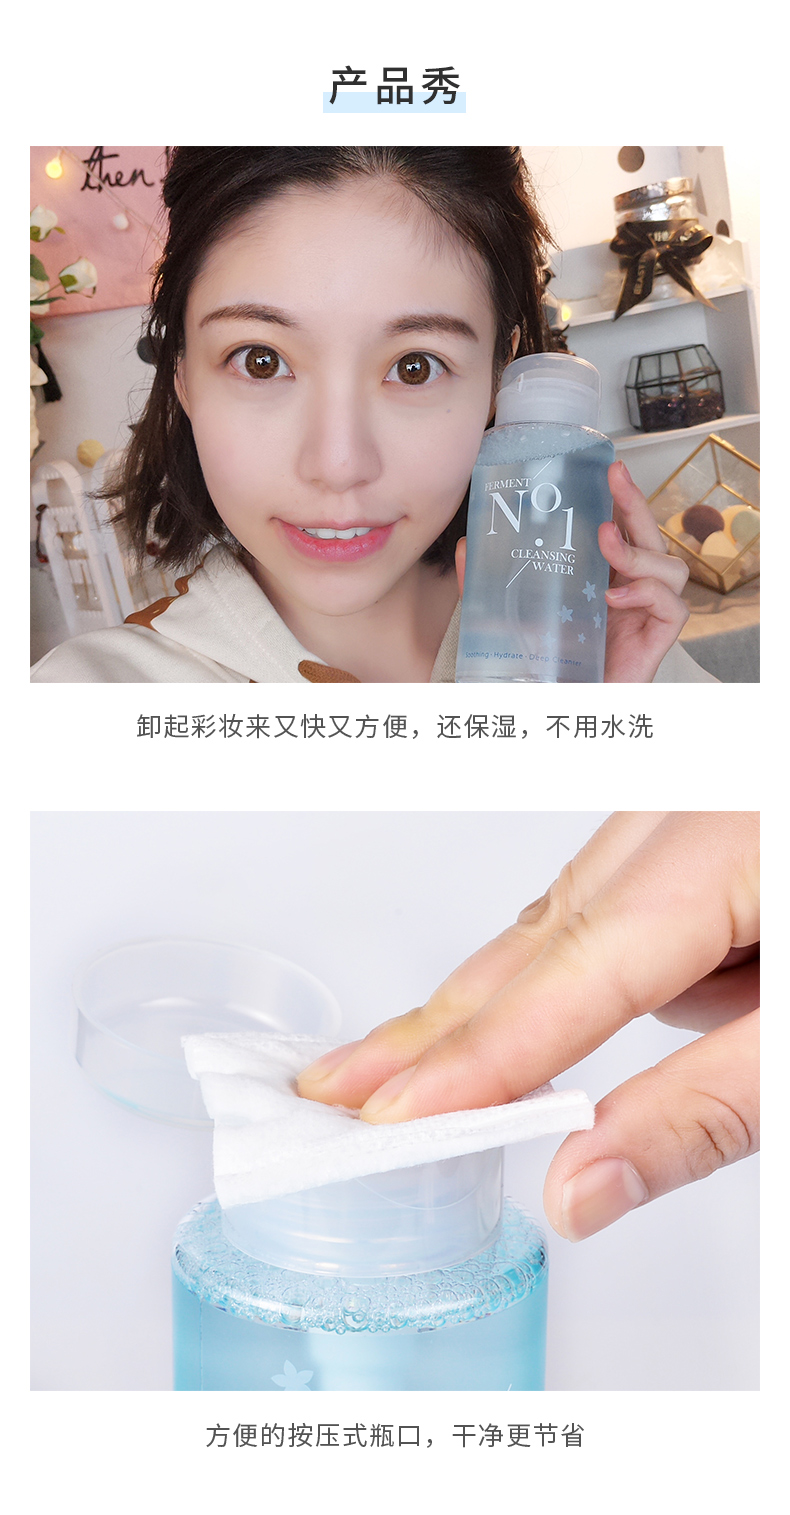 产品秀
then
FERMENT
No.1
CLEANSING
WATER
Soothing · Hydrate · Deep Cleanser
卸起彩妆来又快又方便，还保湿，不用水洗
方便的按压式瓶口，干净更节省